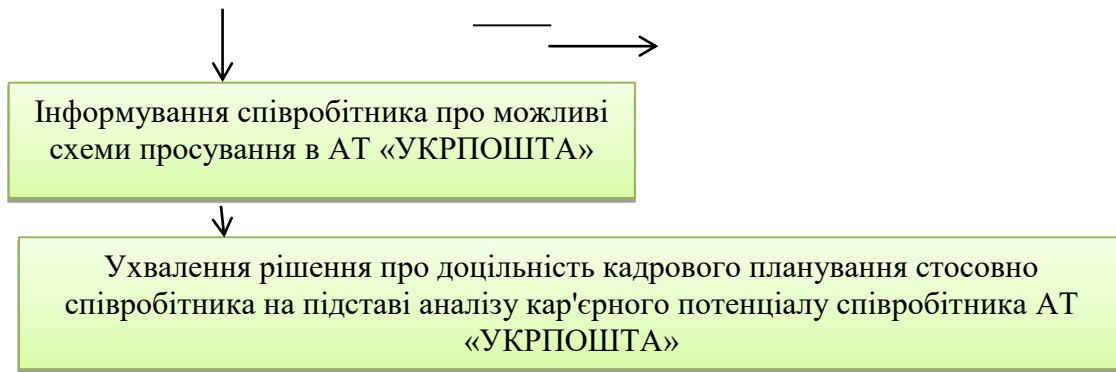 Інформування співробітника про можливі
схеми просування в АТ «УКРПОШТА»
Ухвалення рішення про доцільність кадрового планування стосовно
співробітника на підставі аналізу кар'єрного потенціалу співробітника АТ
«УКРПОШТА»